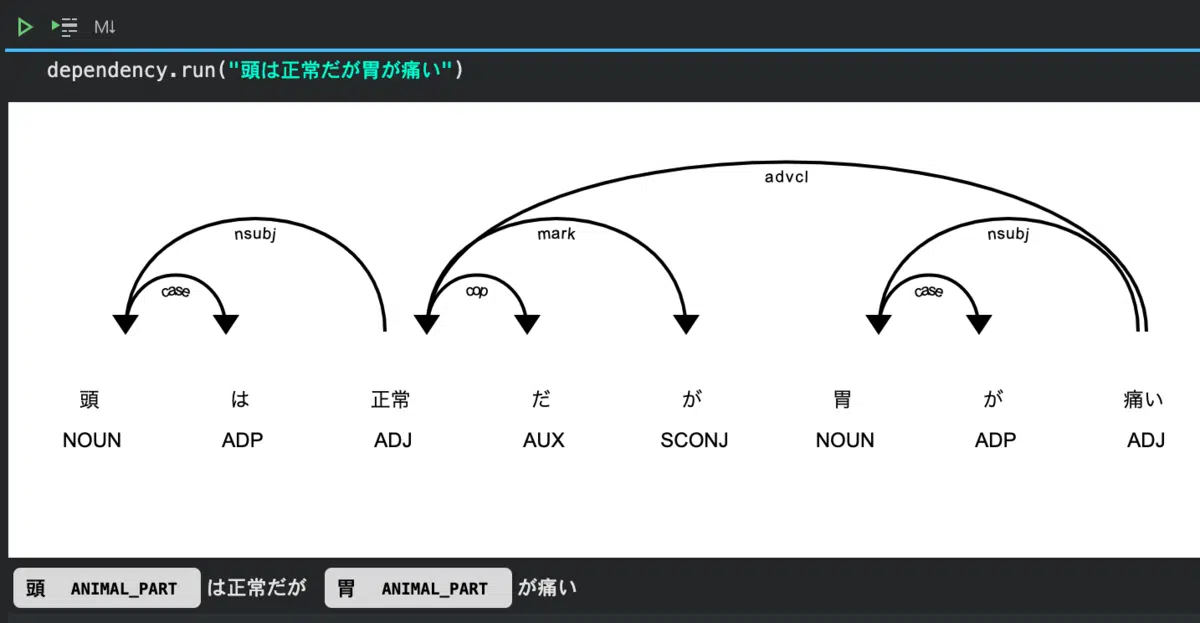 M↓
dependency.run("頭は正常だが胃が痛い")
advcl
nsubj mark nsubj
case cop case
頭 は 正常 だ が 胃 が 痛い
NOUN ADP ADJ AUX SCONJ NOUN ADP ADJ
頭 ANIMAL_PART は正常だが 胃 ANIMAL_PART が痛い